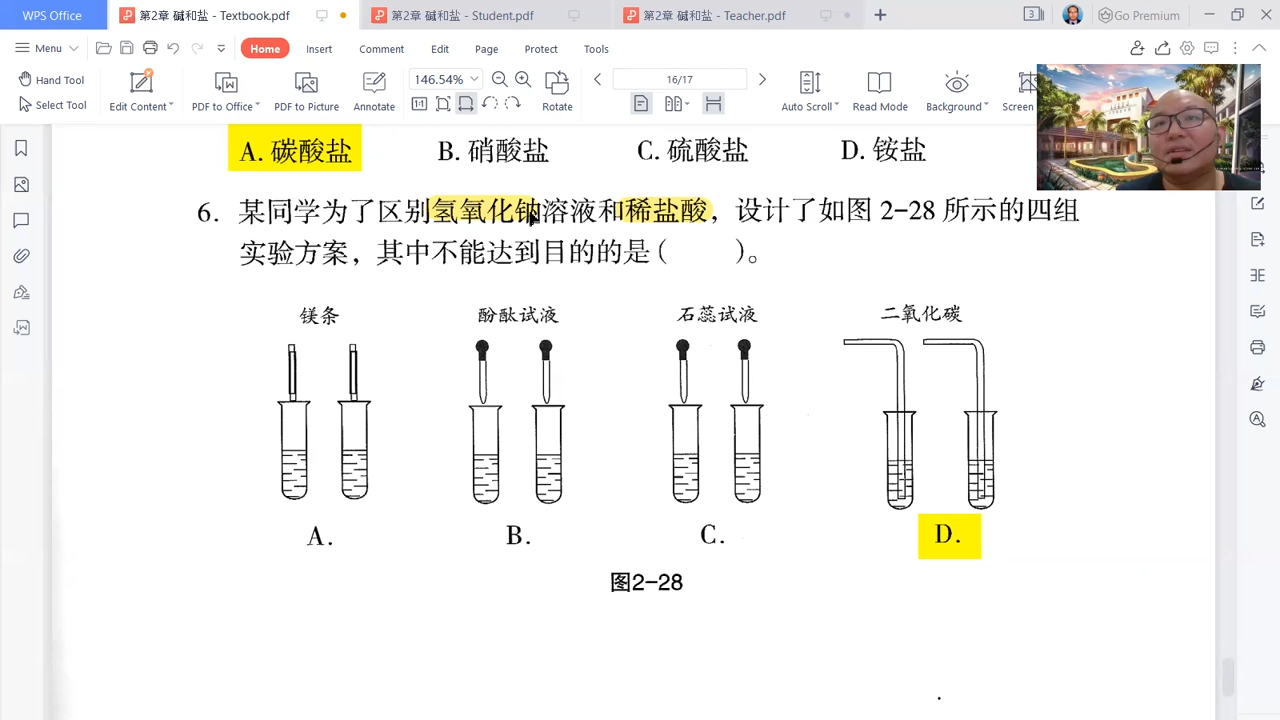 WPS Office
第2章 碱和盐 - Textbook.pdf
第2章 碱和盐 - Student.pdf
第2章 碱和盐 - Teacher.pdf
3
Go Premium
Menu
Home
Insert
Comment
Edit
Page
Protect
Tools
Hand Tool
Select Tool
Edit Content
PDF to Office
PDF to Picture
Annotate
146.54%
Rotate
16/17
Auto Scroll
Read Mode
Background
Screen
A. 碳酸盐 B. 硝酸盐 C. 硫酸盐 D. 铵盐
6. 某同学为了区别氢氧化钠溶液和稀盐酸，设计了如图 2-28 所示的四组
实验方案，其中不能达到目的的是（ ）。
镁条 酚酞试液 石蕊试液 二氧化碳
A. B. C. D.
图2-28